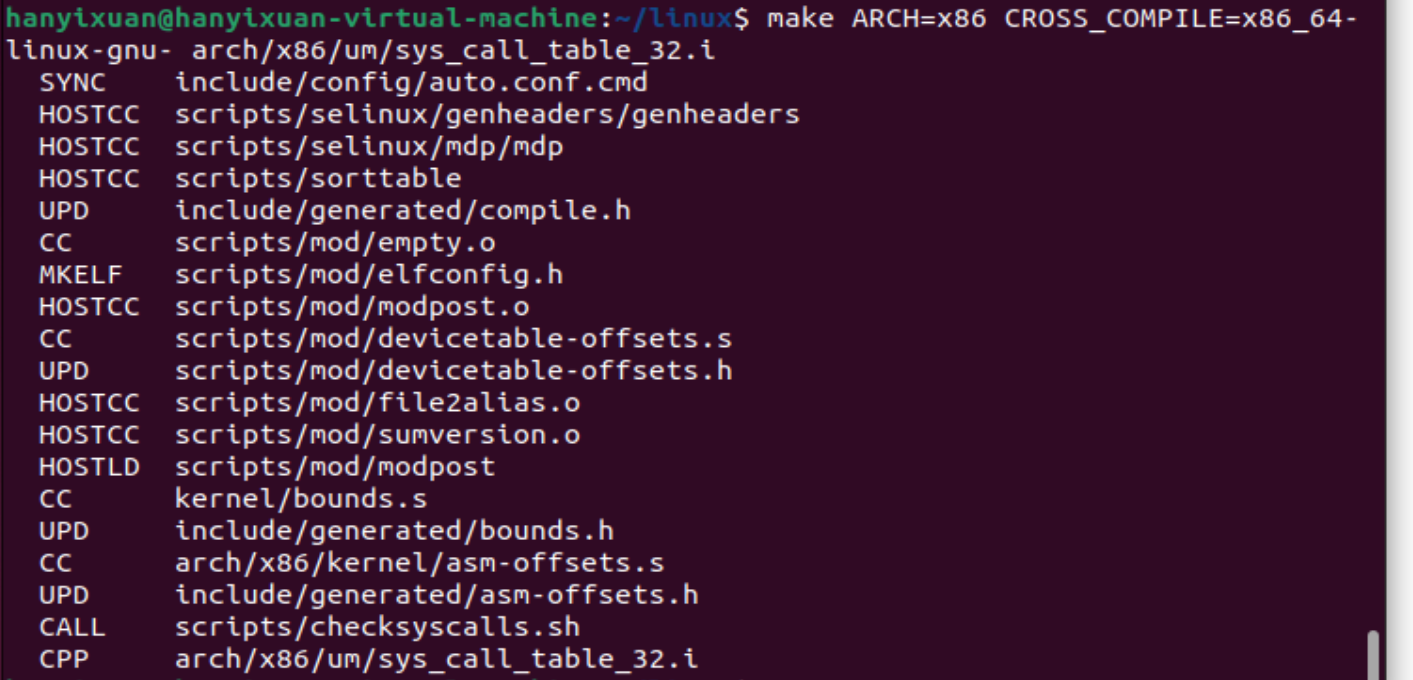 hanyixuan@hanyixuan-virtual-machine:~/linux$ make ARCH=x86 CROSS_COMPILE=x86_64-
linux-gnu- arch/x86/um/sys_call_table_32.i
  SYNC    include/config/auto.conf.cmd
  HOSTCC  scripts/selinux/genheaders/genheaders
  HOSTCC  scripts/selinux/mdp/mdp
  HOSTCC  scripts/sorttable
  UPD     include/generated/compile.h
  CC      scripts/mod/empty.o
  MKELF   scripts/mod/elfconfig.h
  HOSTCC  scripts/mod/modpost.o
  CC      scripts/mod/devicetable-offsets.s
  UPD     scripts/mod/devicetable-offsets.h
  HOSTCC  scripts/mod/file2alias.o
  HOSTCC  scripts/mod/sumversion.o
  HOSTLD  scripts/mod/modpost
  CC      kernel/bounds.s
  UPD     include/generated/bounds.h
  CC      arch/x86/kernel/asm-offsets.s
  UPD     include/generated/asm-offsets.h
  CALL    scripts/checksyscalls.sh
  CPP     arch/x86/um/sys_call_table_32.i